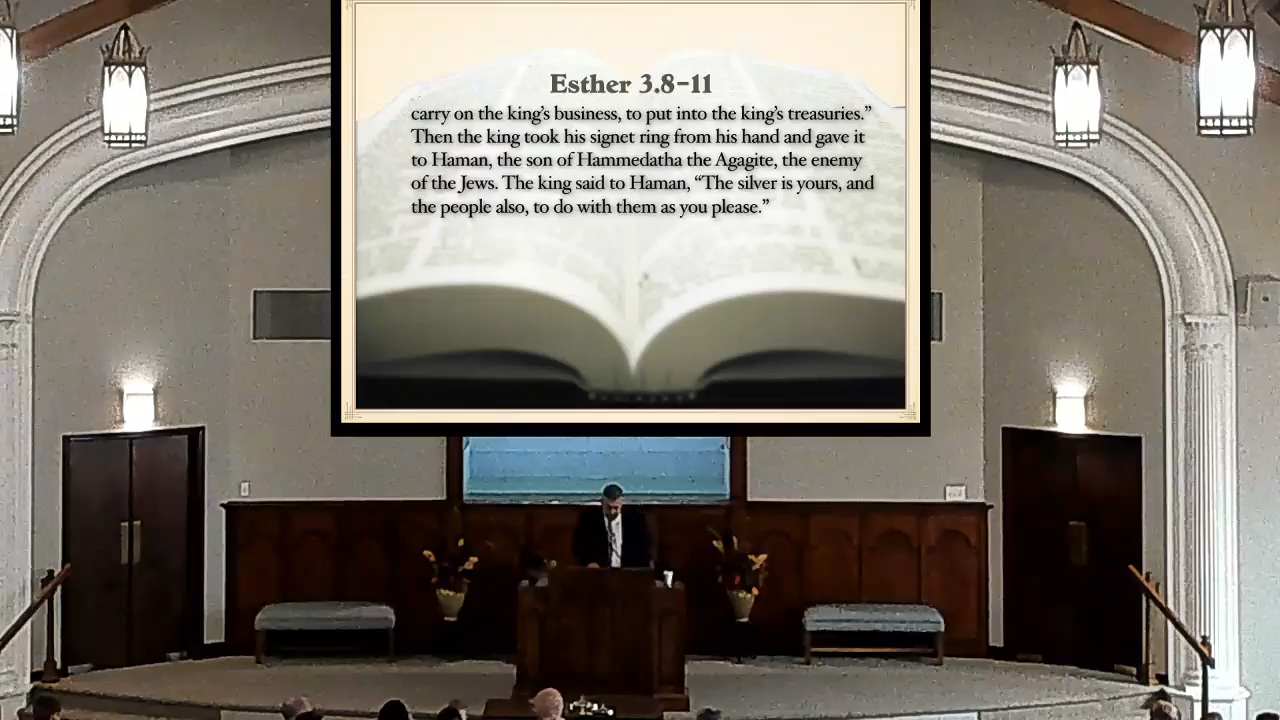 Esther 3.8-11
carry on the king's business, to put into the king's treasuries.”
Then the king took his signet ring from his hand and gave it
to Haman, the son of Hammedatha the Agagite, the enemy
of the Jews. The king said to Haman, “The silver is yours, and
the people also, to do with them as you please.”